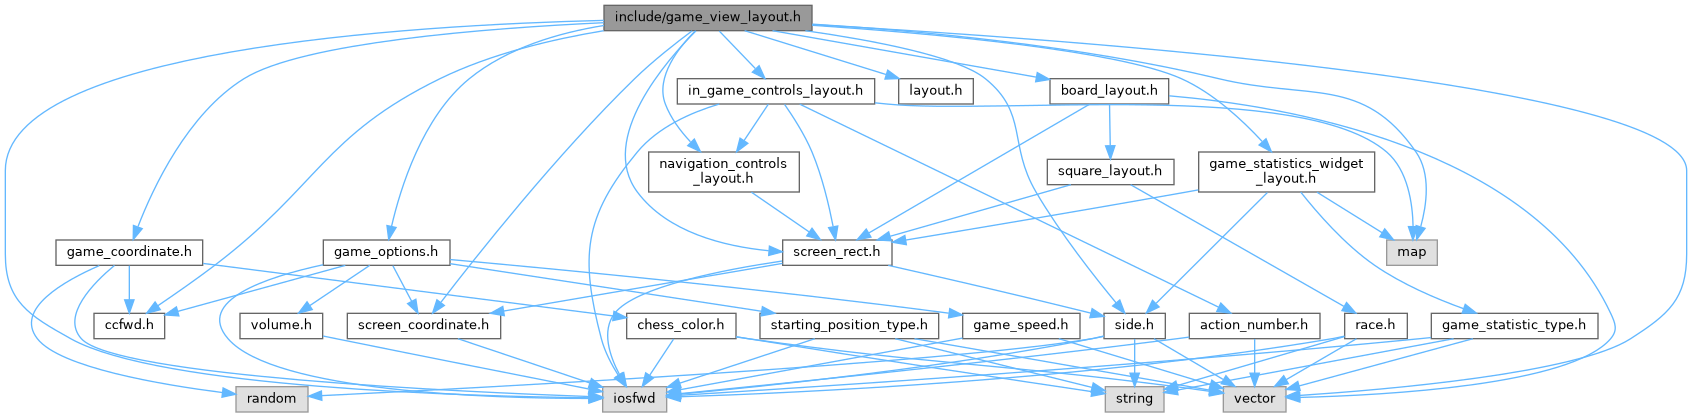 include/game_view_layout.h
in_game_controls_layout.h
layout.h
board_layout.h
navigation_controls
_layout.h
square_layout.h
game_statistics_widget
_layout.h
game_coordinate.h
game_options.h
screen_rect.h
map
ccfwd.h
volume.h
screen_coordinate.h
chess_color.h
starting_position_type.h
game_speed.h
side.h
action_number.h
race.h
game_statistic_type.h
random
iosfwd
string
vector